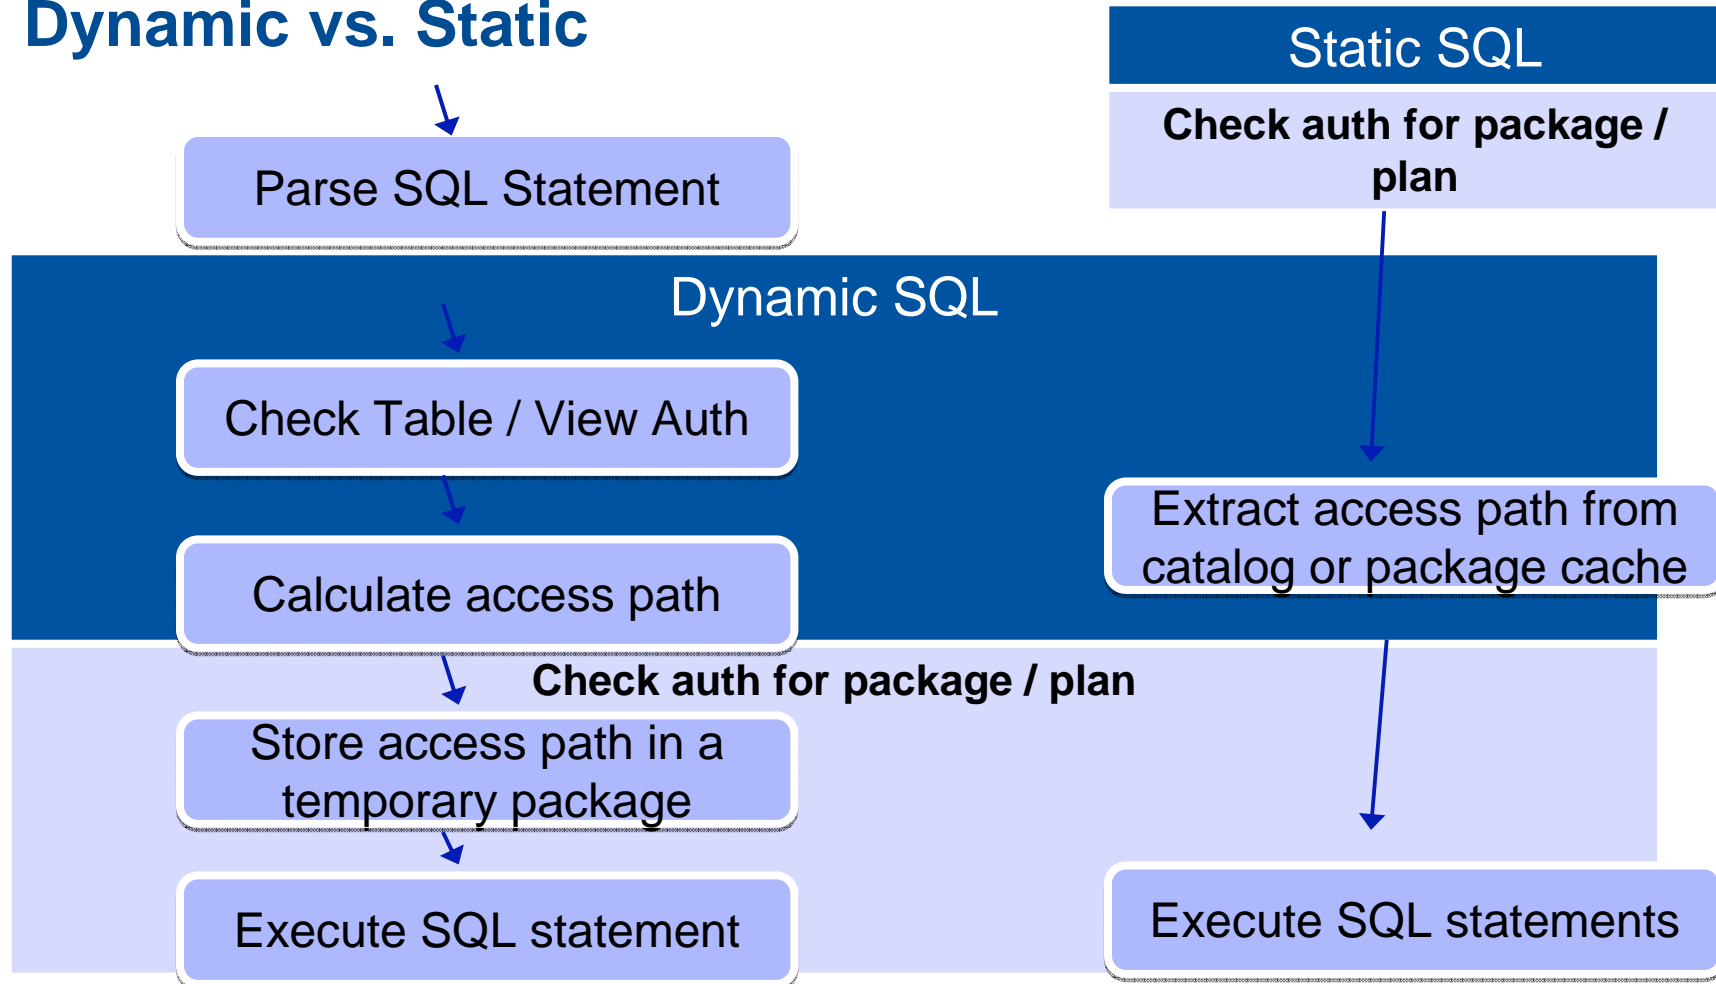 Dynamic vs. Static
Static SQL
Check auth for package /
plan
Parse SQL Statement
Dynamic SQL
Check Table / View Auth
Extract access path from
catalog or package cache
Calculate access path
Check auth for package / plan
Store access path in a
temporary package
Execute SQL statement
Execute SQL statements